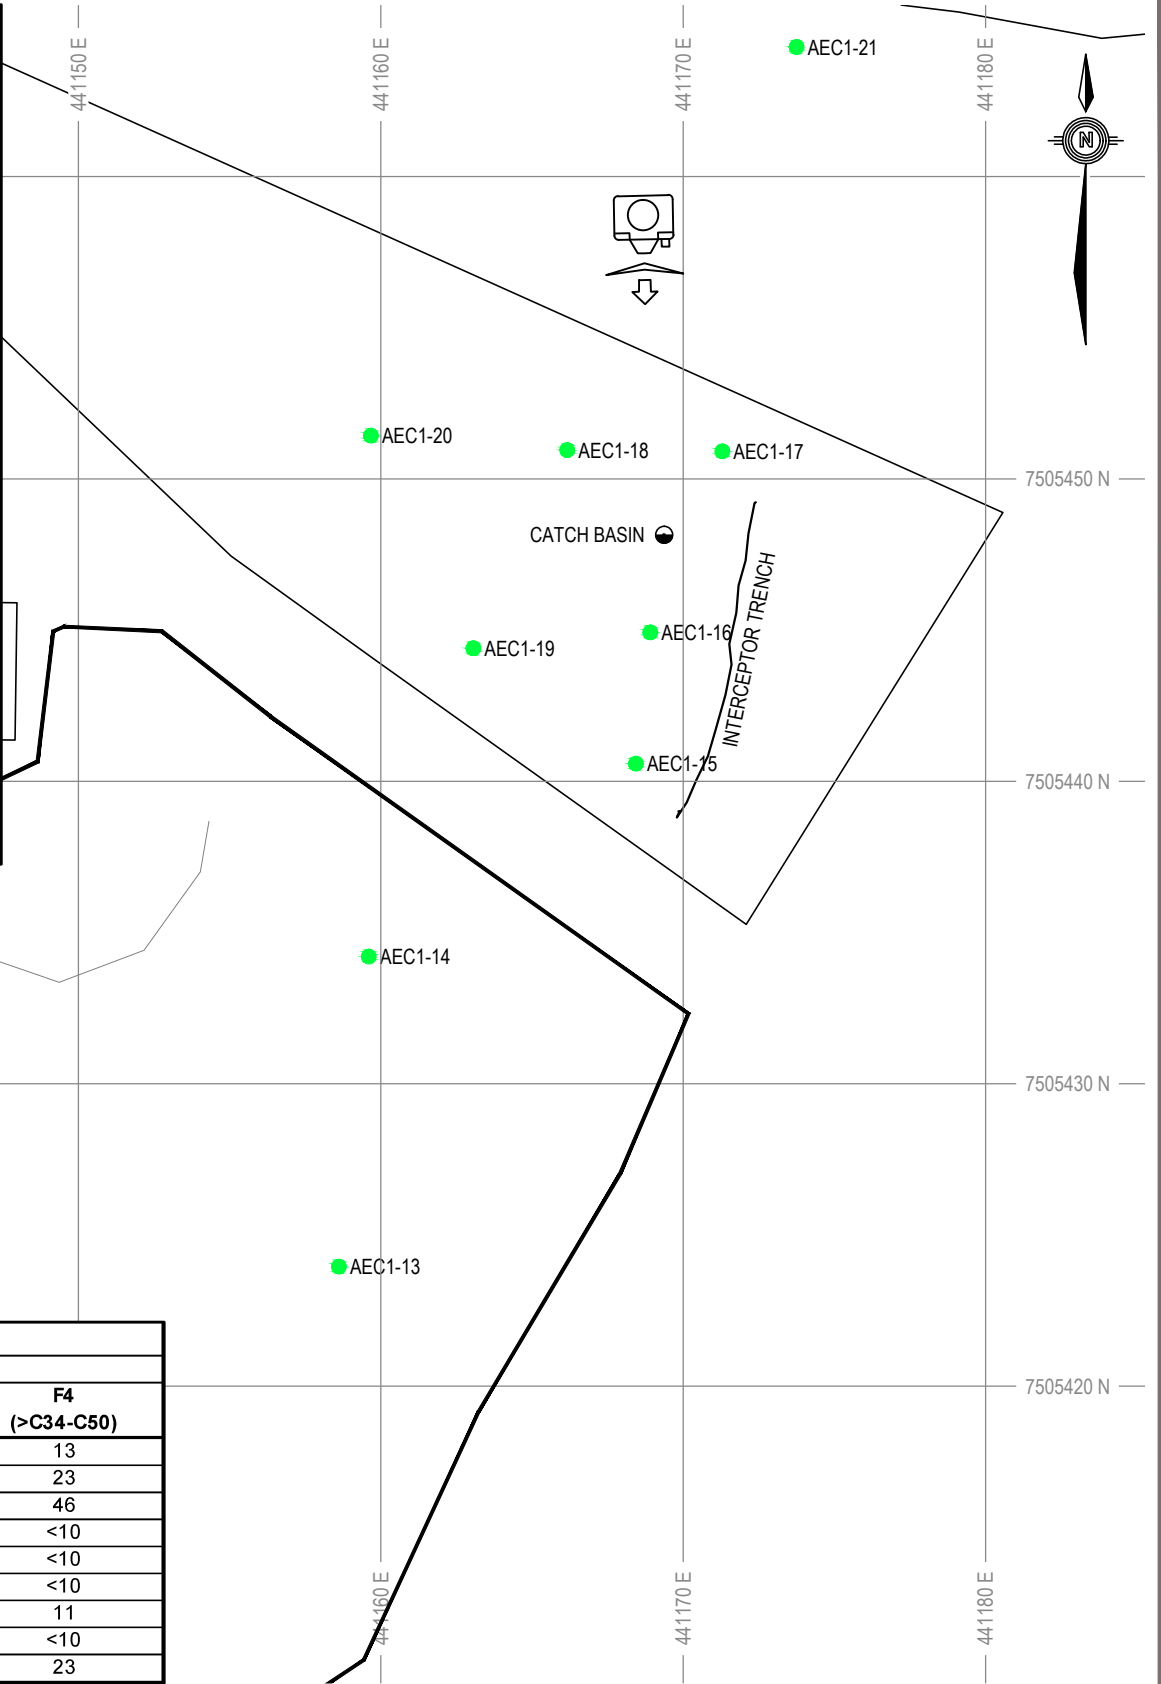 441150 E
441160 E
441170 E
441180 E
AEC1-21
N
AEC1-20
AEC1-18
AEC1-17
7505450 N
CATCH BASIN
INTERCEPTOR TRENCH
AEC1-16
AEC1-19
AEC1-15
7505440 N
AEC1-14
7505430 N
AEC1-13
7505420 N
F4
(>C34-C50)
13
23
46
<10
<10
<10
11
<10
23
441160 E
441170 E
441180 E